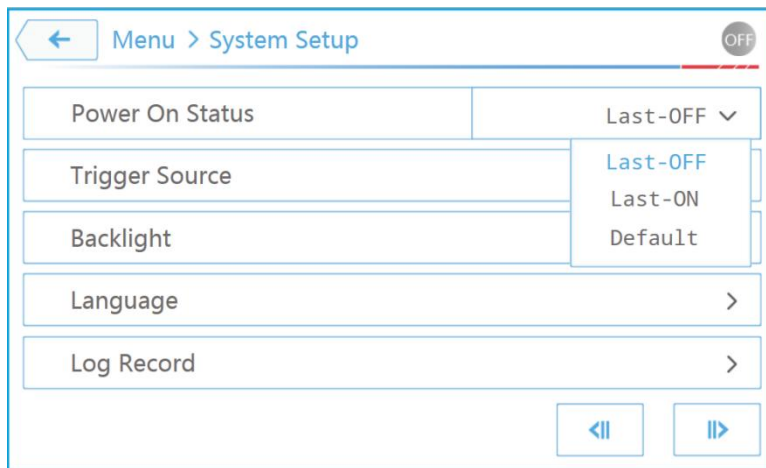 Menu > System Setup OFF
Power On Status Last-OFF
Last-OFF
Trigger Source
Last-ON
Backlight Default
Language
Log Record